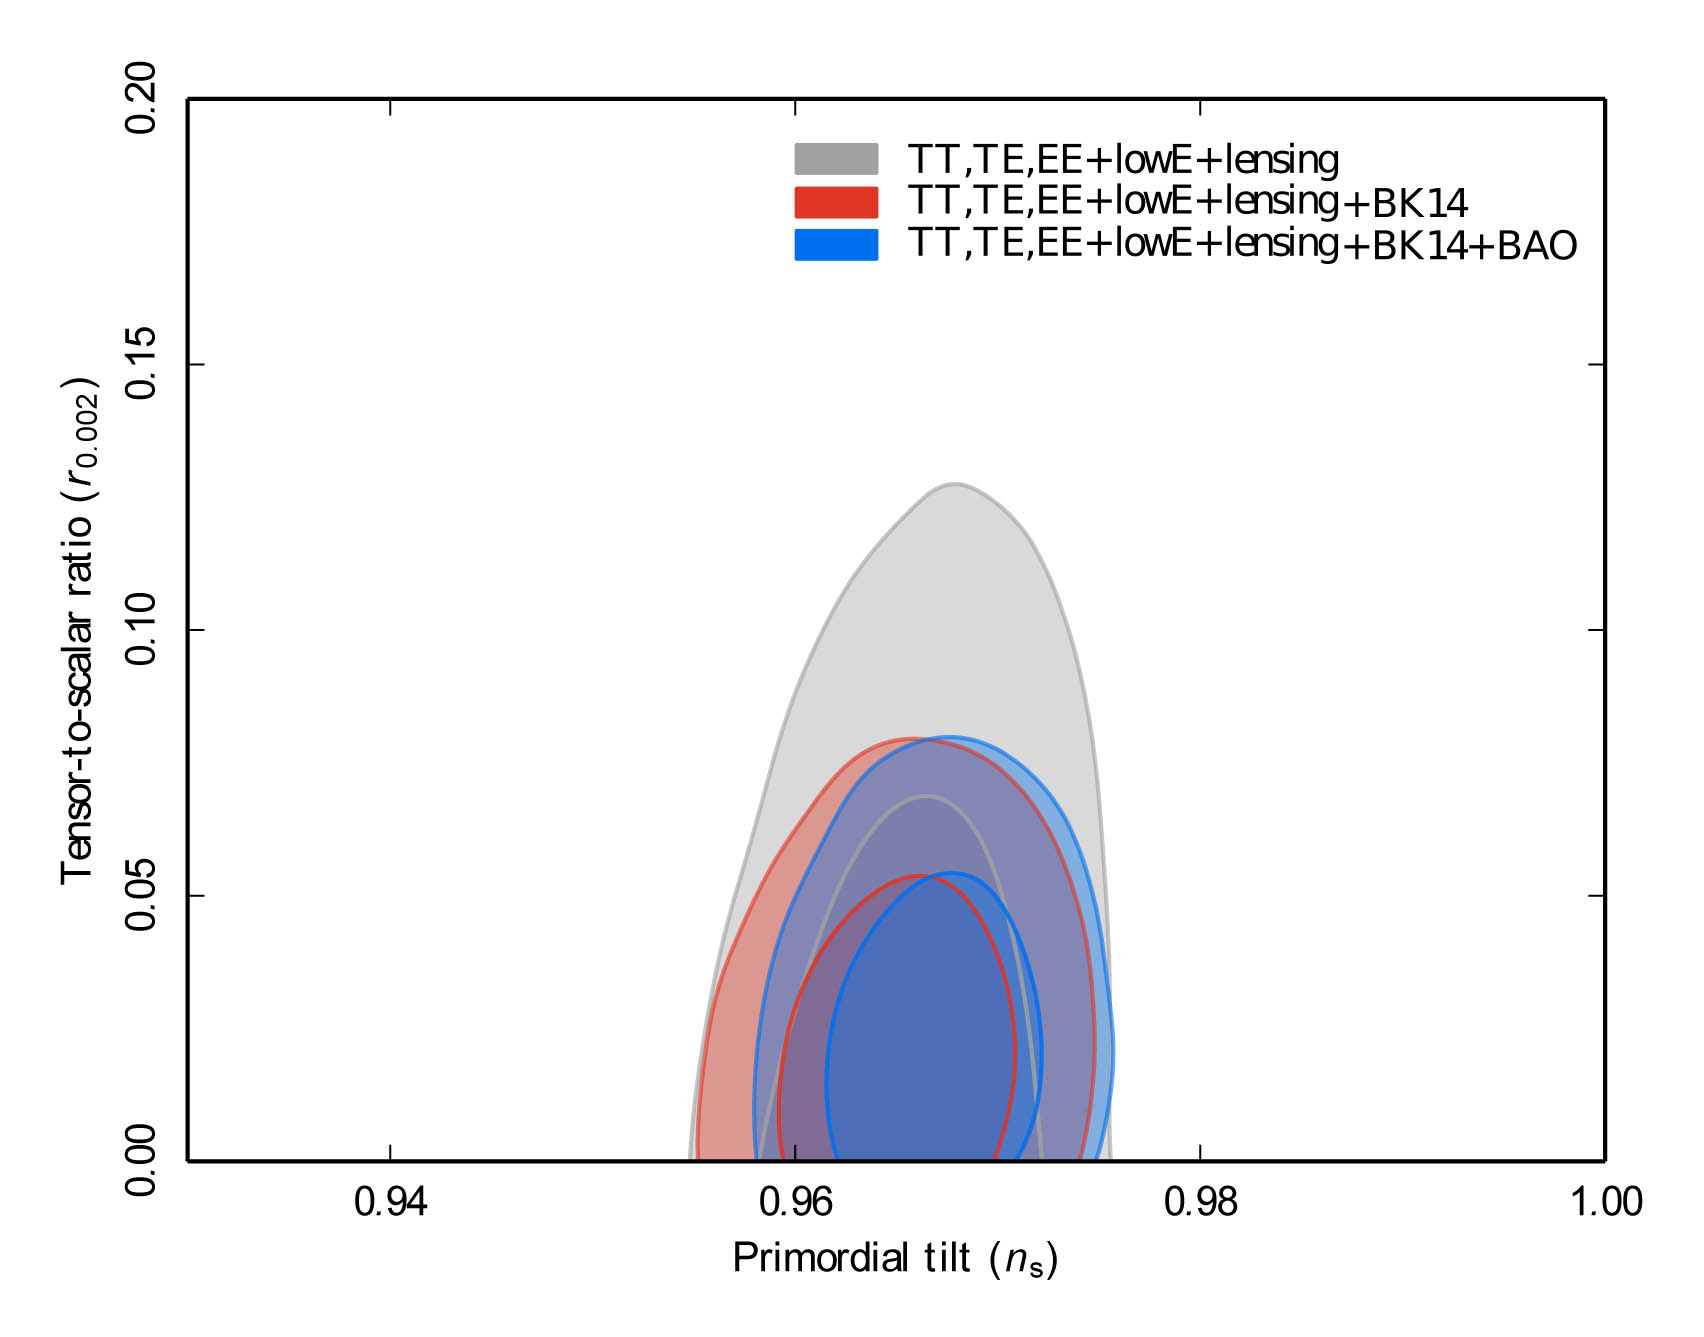 TT,TE,EE+lowE+lensing
TT,TE,EE+lowE+lensing+BK14
TT,TE,EE+lowE+lensing+BK14+BAO
Tensor-to-scalar ratio (r0.002)
0.20
0.15
0.10
0.05
0.00
0.94 0.96 0.98 1.00
Primordial tilt (ns)